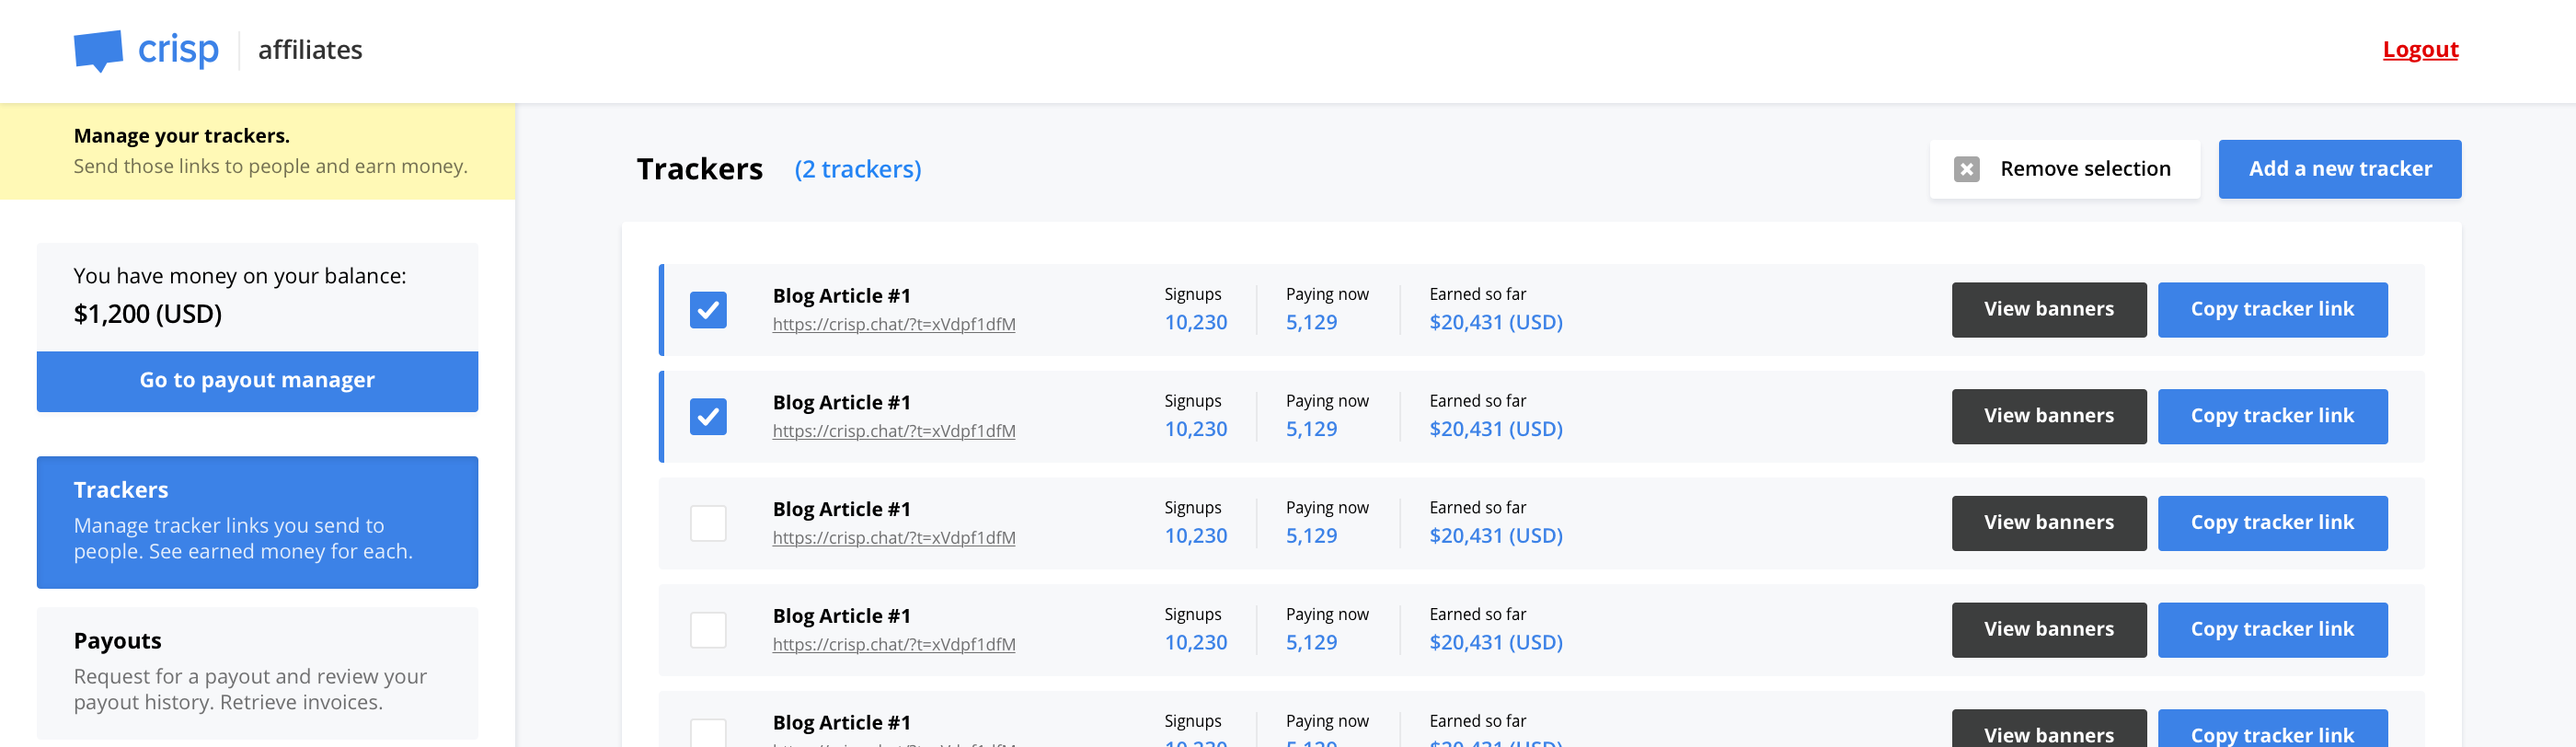 crisp affiliates
Logout
Manage your trackers.
Send those links to people and earn money.
You have money on your balance:
$1,200 (USD)
Go to payout manager
Trackers
Manage tracker links you send to
people. See earned money for each.
Payouts
Request for a payout and review your
payout history. Retrieve invoices.
Trackers (2 trackers)
Remove selection
Add a new tracker
Blog Article #1
https://crisp.chat/?t=xVdpf1dfM
Signups
10,230
Paying now
5,129
Earned so far
$20,431 (USD)
View banners
Copy tracker link
Blog Article #1
https://crisp.chat/?t=xVdpf1dfM
Signups
10,230
Paying now
5,129
Earned so far
$20,431 (USD)
View banners
Copy tracker link
Blog Article #1
https://crisp.chat/?t=xVdpf1dfM
Signups
10,230
Paying now
5,129
Earned so far
$20,431 (USD)
View banners
Copy tracker link
Blog Article #1
https://crisp.chat/?t=xVdpf1dfM
Signups
10,230
Paying now
5,129
Earned so far
$20,431 (USD)
View banners
Copy tracker link
Blog Article #1
Signups
Paying now
Earned so far
View banners
Copy tracker link